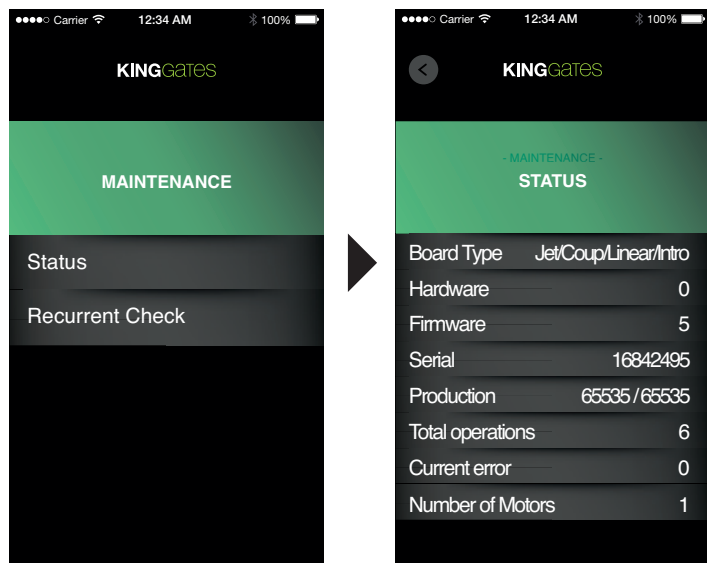 Carrier 12:34 AM 100%
KINGGATES
MAINTENANCE
Status
Recurrent Check
Carrier 12:34 AM 100%
<
KINGGATES
- MAINTENANCE -
STATUS
Board Type Jet/Coup/Linear/Intro
Hardware 0
Firmware 5
Serial 16842495
Production 65535 / 65535
Total operations 6
Current error 0
Number of Motors 1